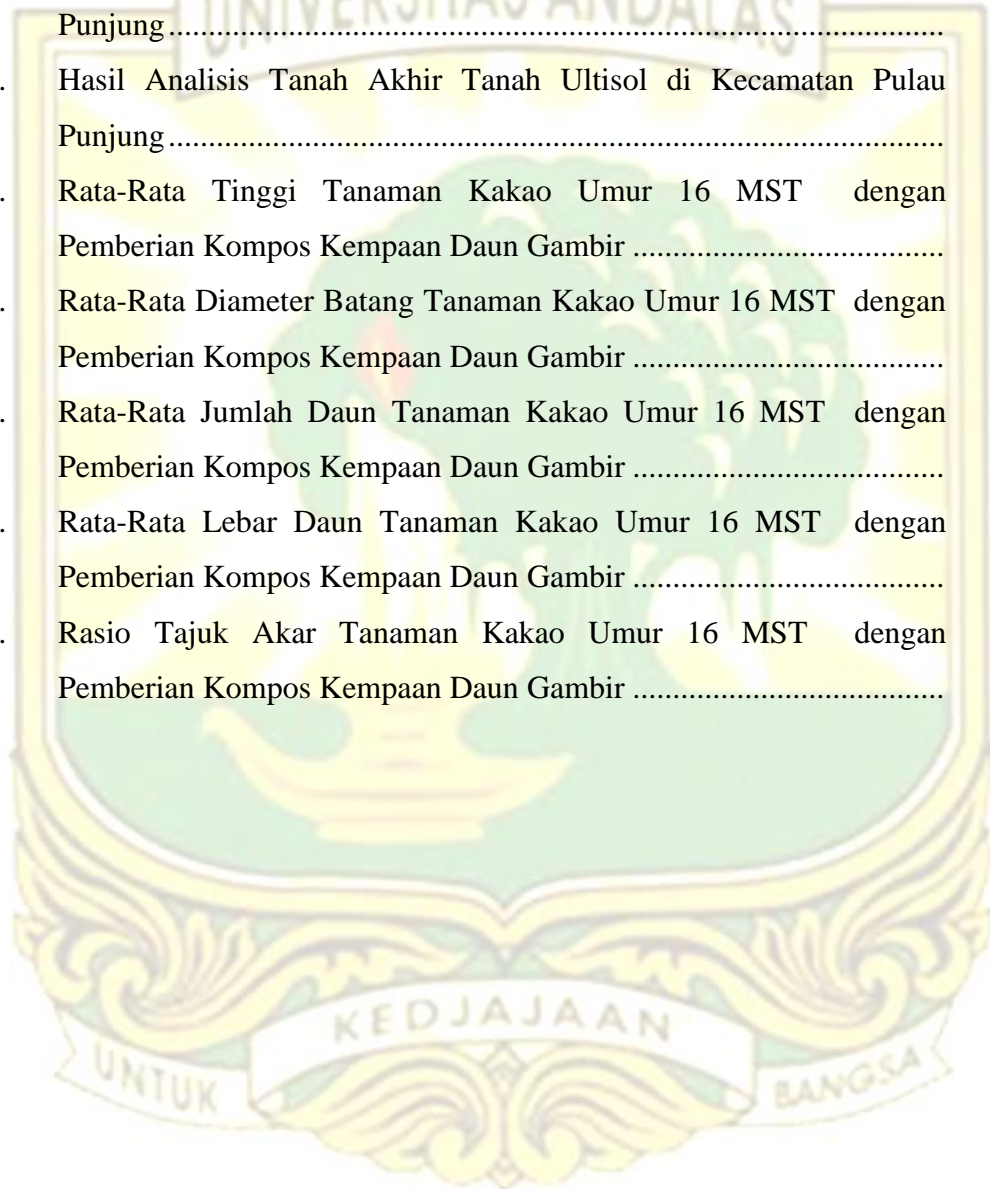 UNIVERSITAS ANDALAS
Punjung.......................................................................................
. Hasil Analisis Tanah Akhir Tanah Ultisol di Kecamatan Pulau
Punjung.......................................................................................
. Rata-Rata Tinggi Tanaman Kakao Umur 16 MST dengan
Pemberian Kompos Kempaan Daun Gambir ...................................
. Rata-Rata Diameter Batang Tanaman Kakao Umur 16 MST dengan
Pemberian Kompos Kempaan Daun Gambir ...................................
. Rata-Rata Jumlah Daun Tanaman Kakao Umur 16 MST dengan
Pemberian Kompos Kempaan Daun Gambir ...................................
. Rata-Rata Lebar Daun Tanaman Kakao Umur 16 MST dengan
Pemberian Kompos Kempaan Daun Gambir ...................................
. Rasio Tajuk Akar Tanaman Kakao Umur 16 MST dengan
Pemberian Kompos Kempaan Daun Gambir ...................................
KEDJAJAAN
UNTUK BANGSA